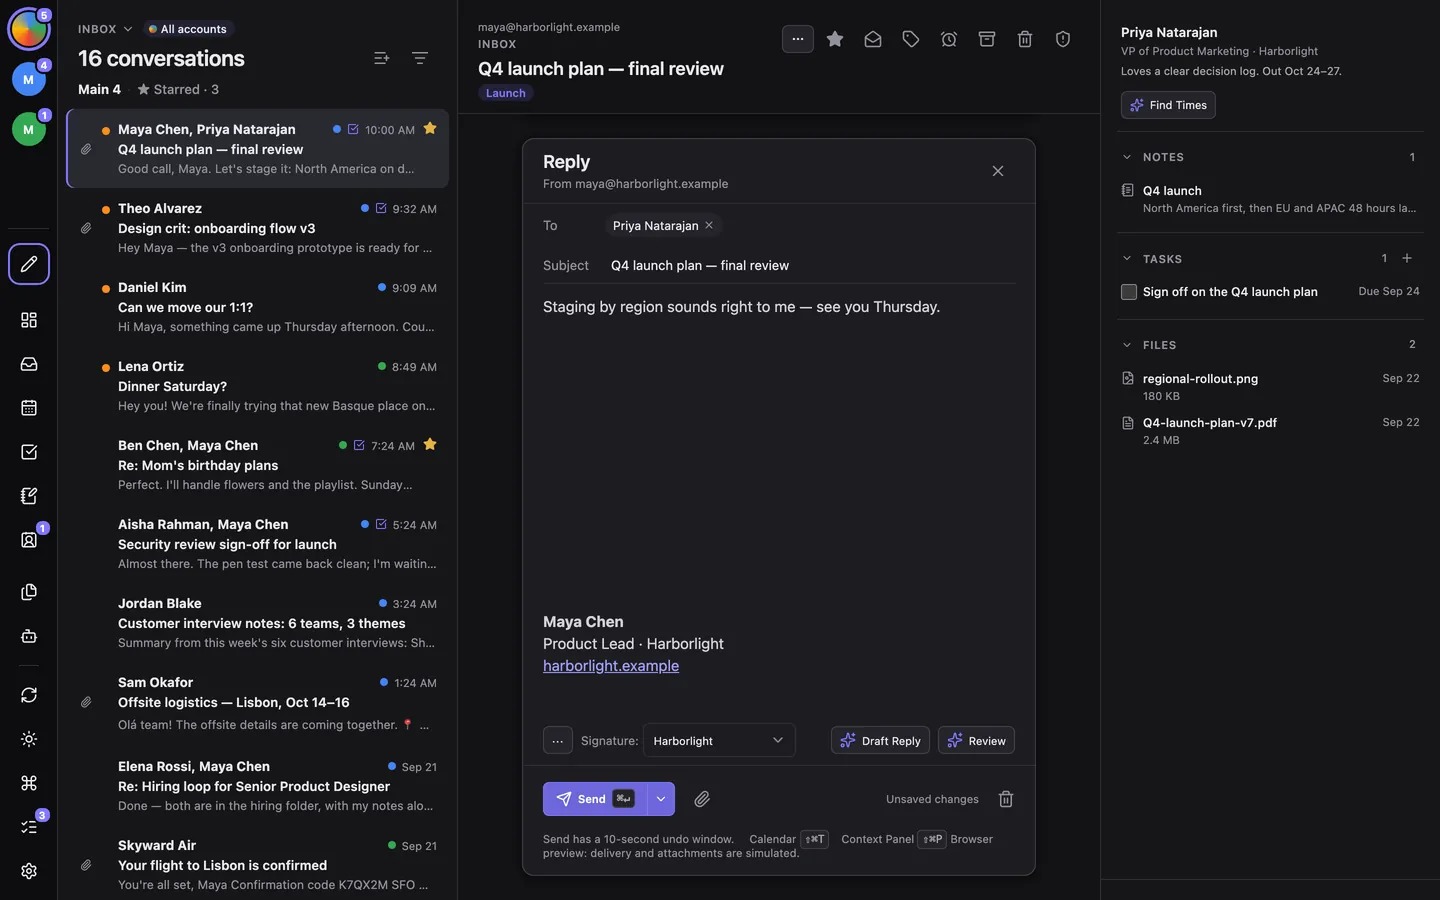 5
M
4
M
1
1
3
INBOX
All accounts
16 conversations
Main 4 · Starred · 3
Maya Chen, Priya Natarajan
10:00 AM
Q4 launch plan — final review
Good call, Maya. Let's stage it: North America on d...
Theo Alvarez
9:32 AM
Design crit: onboarding flow v3
Hey Maya — the v3 onboarding prototype is ready for ...
Daniel Kim
9:09 AM
Can we move our 1:1?
Hi Maya, something came up Thursday afternoon. Cou...
Lena Ortiz
8:49 AM
Dinner Saturday?
Hey you! We're finally trying that new Basque place on...
Ben Chen, Maya Chen
7:24 AM
Re: Mom's birthday plans
Perfect. I'll handle flowers and the playlist. Sunday...
Aisha Rahman, Maya Chen
5:24 AM
Security review sign-off for launch
Almost there. The pen test came back clean; I'm waitin...
Jordan Blake
3:24 AM
Customer interview notes: 6 teams, 3 themes
Summary from this week's six customer interviews: Sh...
Sam Okafor
1:24 AM
Offsite logistics — Lisbon, Oct 14–16
Olá team! The offsite details are coming together. 📍 ...
Elena Rossi, Maya Chen
Sep 21
Re: Hiring loop for Senior Product Designer
Done — both are in the hiring folder, with my notes alo...
Skyward Air
Sep 21
Your flight to Lisbon is confirmed
You're all set, Maya Confirmation code K7QX2M SFO ...
maya@harborlight.example
INBOX
Q4 launch plan — final review
Launch
Reply
From maya@harborlight.example
To
Priya Natarajan
Subject
Q4 launch plan — final review
Staging by region sounds right to me — see you Thursday.
Maya Chen
Product Lead · Harborlight
harborlight.example
Signature:
Harborlight
Draft Reply
Review
Send ⌘↵
Unsaved changes
Send has a 10-second undo window. Calendar ⇧⌘T Context Panel ⇧⌘P Browser
preview: delivery and attachments are simulated.
Priya Natarajan
VP of Product Marketing · Harborlight
Loves a clear decision log. Out Oct 24–27.
Find Times
NOTES
1
Q4 launch
North America first, then EU and APAC 48 hours la...
TASKS
1
Sign off on the Q4 launch plan
Due Sep 24
FILES
2
regional-rollout.png
Sep 22
180 KB
Q4-launch-plan-v7.pdf
Sep 22
2.4 MB